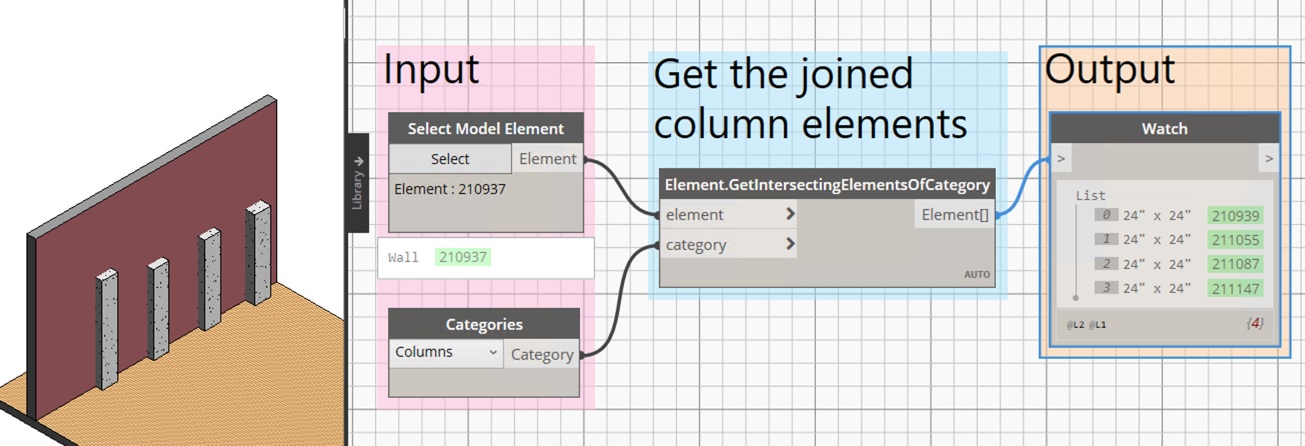 Input
Select Model Element
Select
Element
Element : 210937
Wall 210937
Categories
Columns
Category
Library
Get the joined
column elements
Element.GetIntersectingElementsOfCategory
element >
category >
Element[]
AUTO
Output
Watch
> >
List
0 24" x 24" 210939
1 24" x 24" 211055
2 24" x 24" 211087
3 24" x 24" 211147
@L2 @L1 {4}